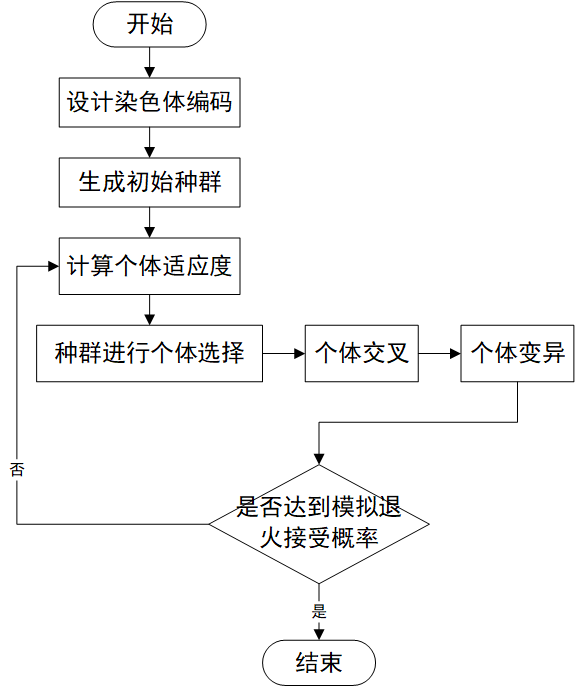 开始
设计染色体编码
生成初始种群
计算个体适应度
种群进行个体选择
个体交叉
个体变异
否
是否达到模拟退
火接受概率
是
结束